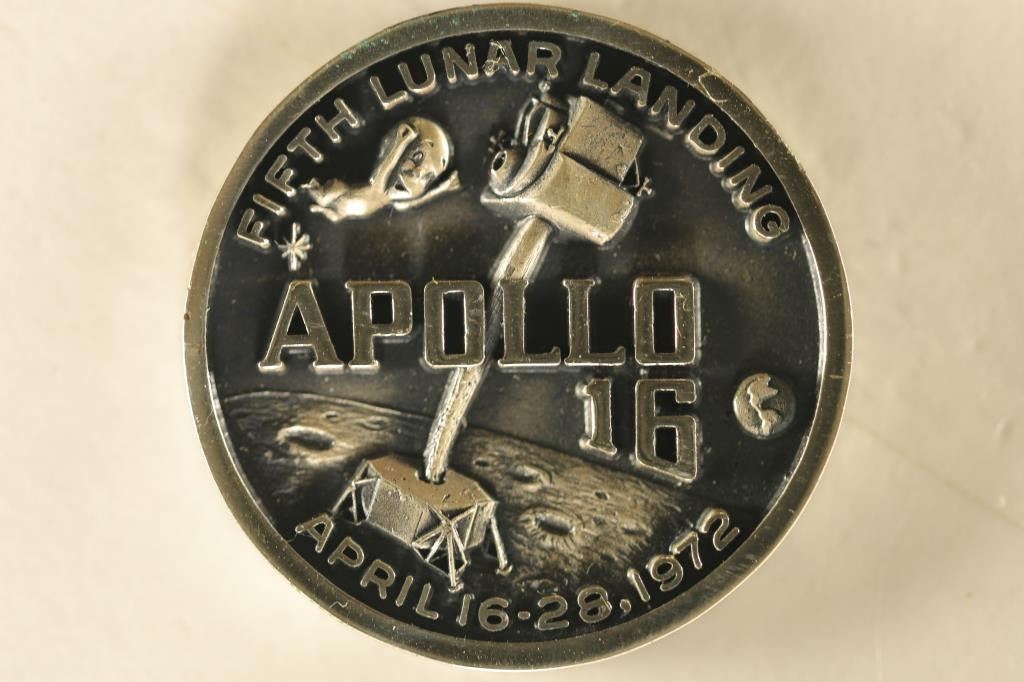 FIFTH LUNAR LANDING
APOLLO
16
APRIL 16-28, 1972